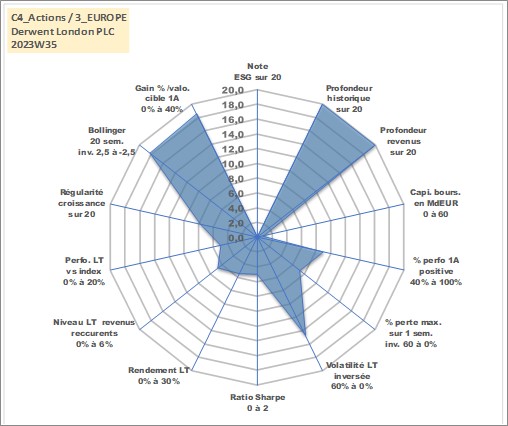 C4_Actions / 3_EUROPE
Derwent London PLC
2023W35
Note
ESG sur 20
Profondeur
historique
sur 20
Profondeur
revenus
sur 20
Capi. bours.
en MdEUR
0 à 60
% perfo 1A
positive
40% à 100%
% perte max.
sur 1 sem.
inv. 60 à 0%
Volatilité LT
inversée
60% à 0%
Ratio Sharpe
0 à 2
Rendement LT
0% à 30%
Niveau LT revenus
reccurents
0% à 6%
Perfo. LT
vs index
0% à 20%
Régularité
croissance
sur 20
Bollinger
20 sem.
inv. 2,5 à -2,5
Gain % /valo.
cible 1A
0% à 40%
20,0
18,0
16,0
14,0
12,0
10,0
8,0
6,0
4,0
2,0
0,0